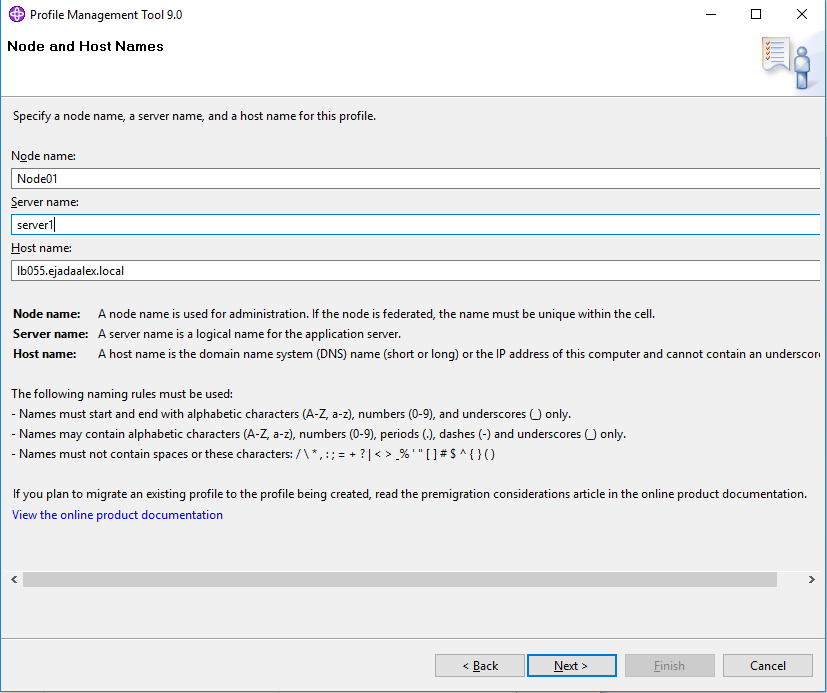 Profile Management Tool 9.0
Node and Host Names
Specify a node name, a server name, and a host name for this profile.
Node name:
Node01
Server name:
server1
Host name:
lb055.ejadaalex.local
Node name: A node name is used for administration. If the node is federated, the name must be unique within the cell.
Server name: A server name is a logical name for the application server.
Host name: A host name is the domain name system (DNS) name (short or long) or the IP address of this computer and cannot contain an underscore
The following naming rules must be used:
- Names must start and end with alphabetic characters (A-Z, a-z), numbers (0-9), and underscores (_) only.
- Names may contain alphabetic characters (A-Z, a-z), numbers (0-9), periods (.), dashes (-) and underscores (_) only.
- Names must not contain spaces or these characters: / \ * , : ; = + ? | < > _% ' " [ ] # $ ^ { } ( )
If you plan to migrate an existing profile to the profile being created, read the premigration considerations article in the online product documentation.
View the online product documentation
< Back Next > Finish Cancel